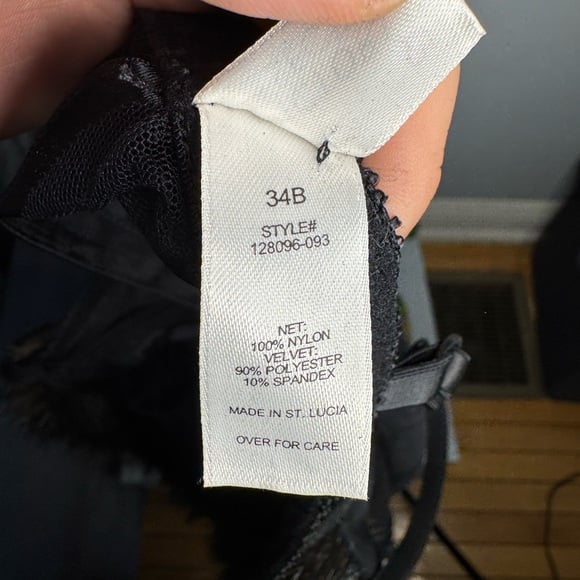 34B
STYLE#
128096-093
NET:
100% NYLON
VELVET:
90% POLYESTER
10% SPANDEX
MADE IN ST. LUCIA
OVER FOR CARE